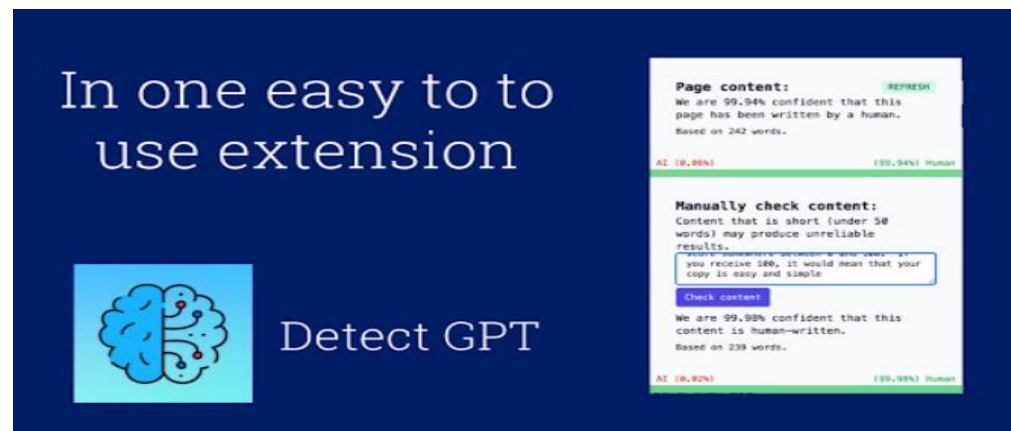 In one easy to to
use extension
Detect GPT
Page content:
REFRESH
We are 99.94% confident that this
page has been written by a human.
Based on 242 words.
AI (0.06%)
(99.94%) Human
Manually check content:
Content that is short (under 50
words) may produce unreliable
results.
you receive 100, it would mean that your
copy is easy and simple
Check content
We are 99.98% confident that this
content is human-written.
Based on 239 words.
AI (0.02%)
(99.98%) Human